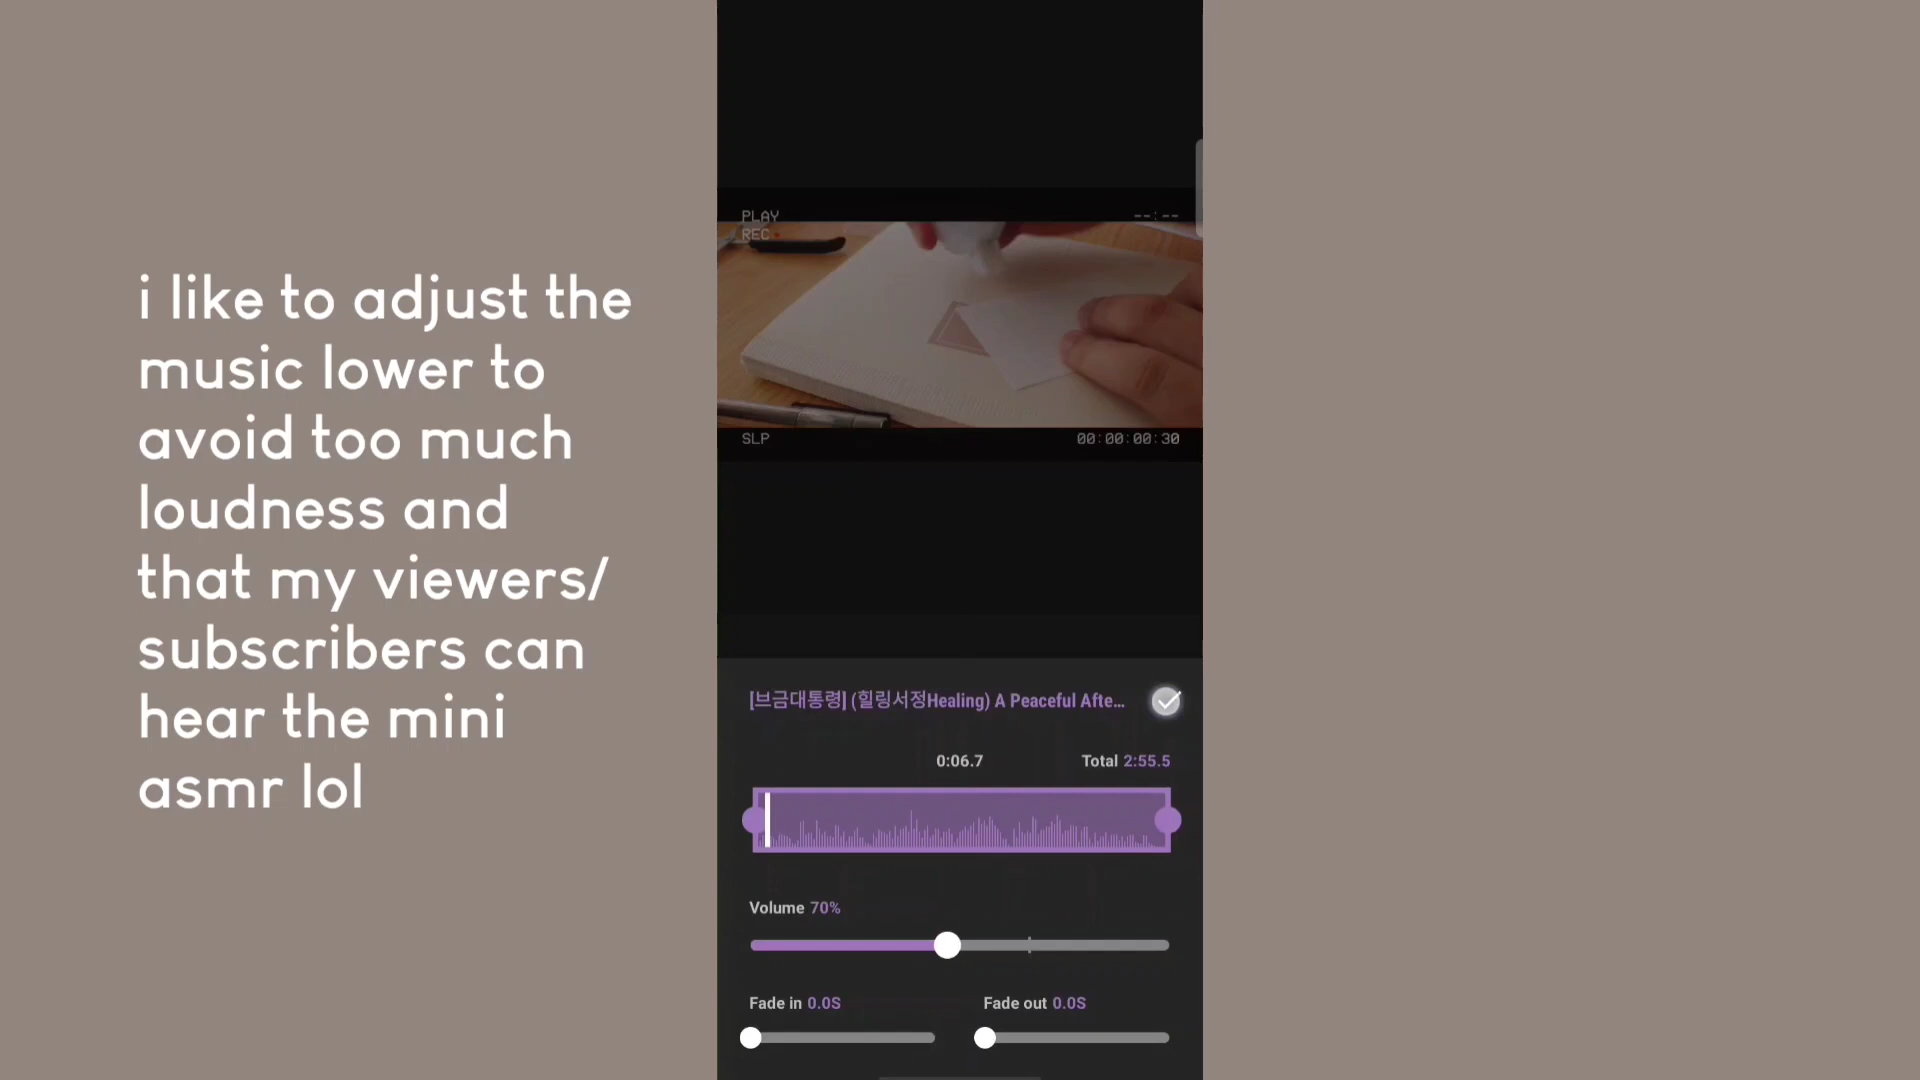 i like to adjust the
music lower to
avoid too much
loudness and
that my viewers/
subscribers can
hear the mini
asmr lol
PLAY --:--
REC
SLP 00:00:00:30
[브금대통령] (힐링서정Healing) A Peaceful Afte...
0:06.7 Total 2:55.5
Volume 70%
Fade in 0.0S Fade out 0.0S